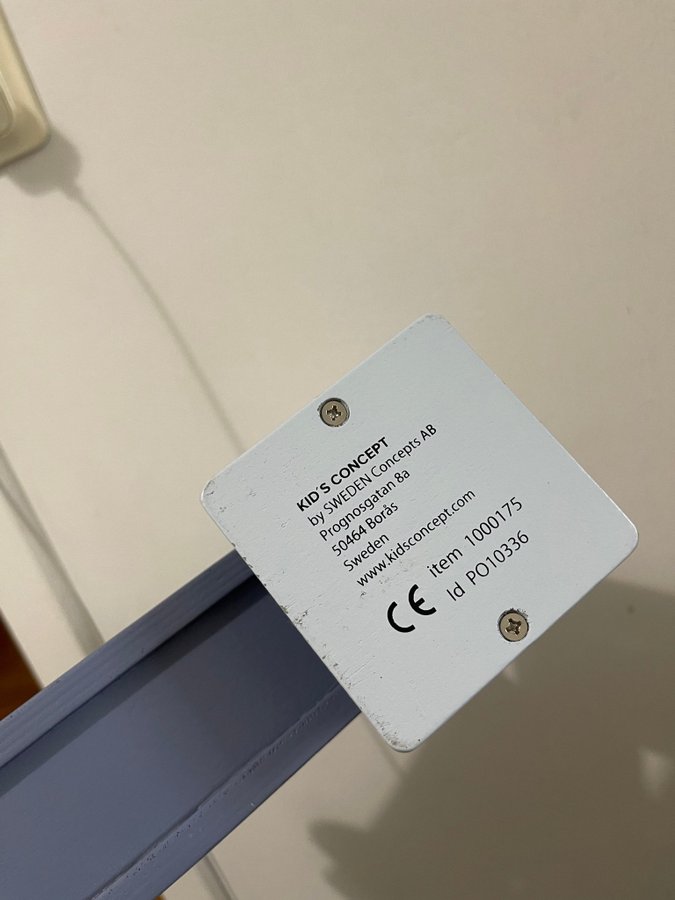 KID´S CONCEPT
by SWEDEN Concepts AB
Prognosgatan 8a
50464 Borås
Sweden
www.kidsconcept.com
CE item 1000175
Id PO10336